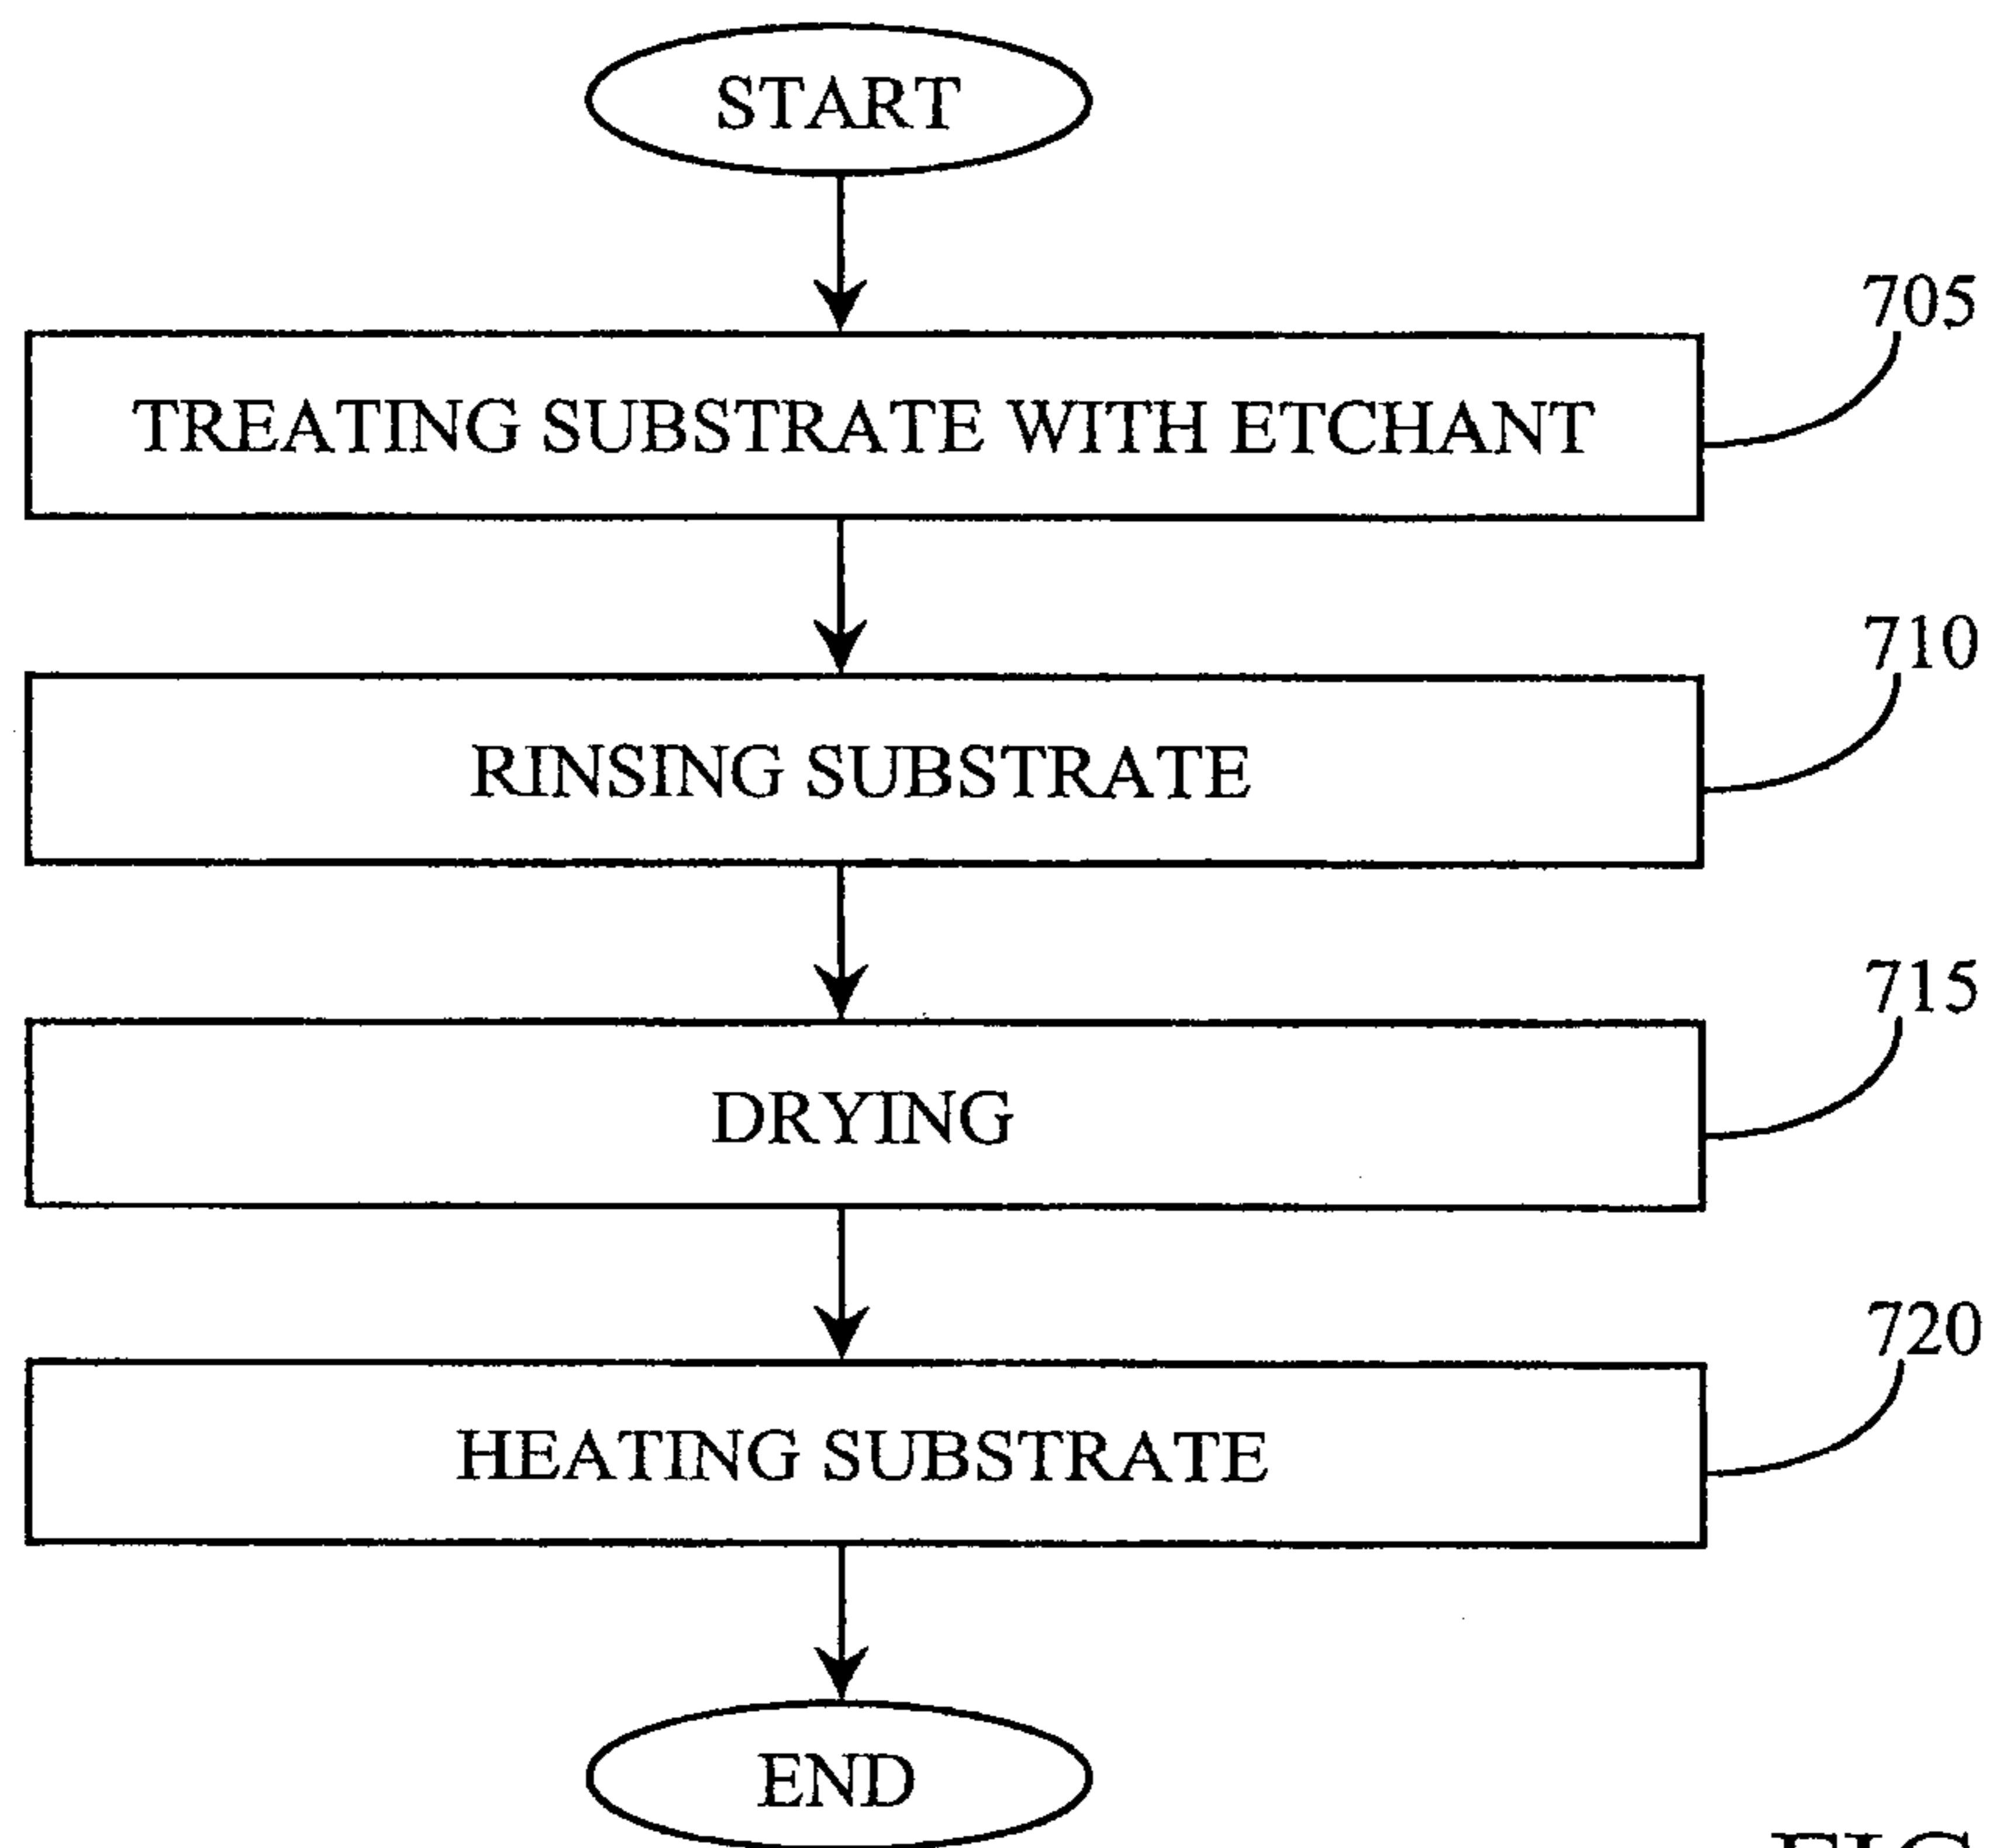 START
705
TREATING SUBSTRATE WITH ETCHANT
710
RINSING SUBSTRATE
715
DRYING
720
HEATING SUBSTRATE
END